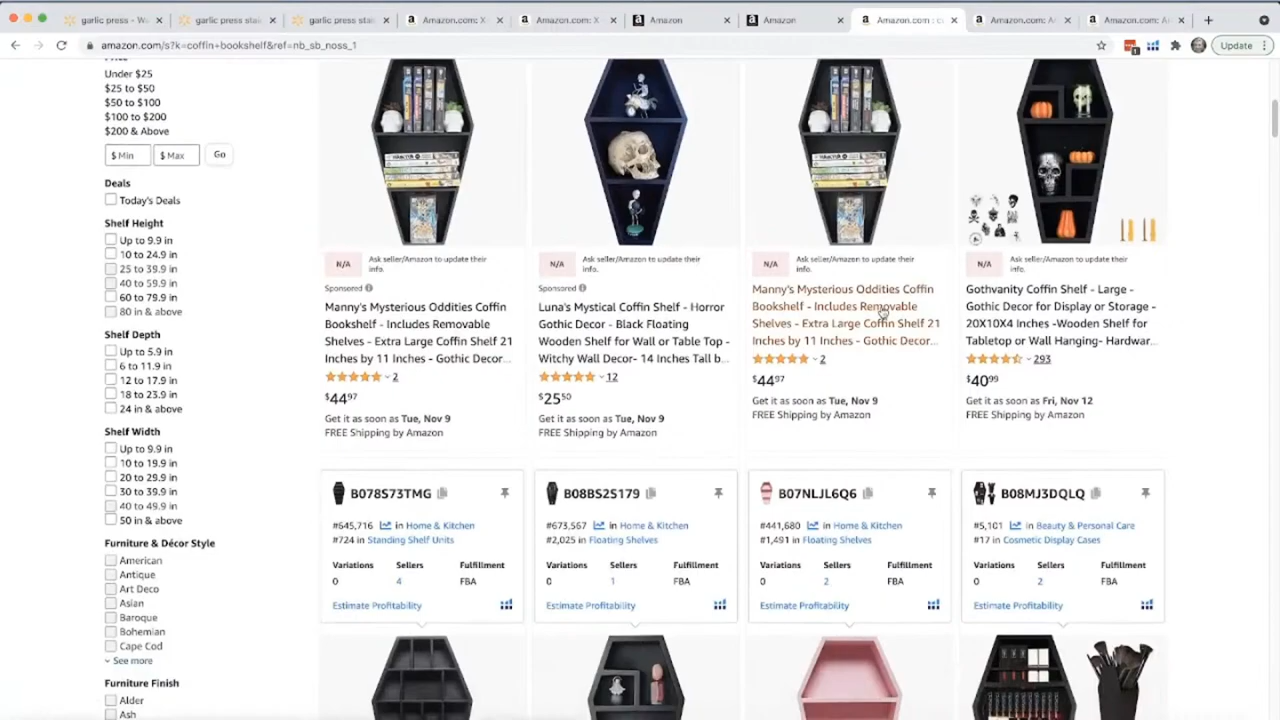 garlic press - Wa
garlic press stai
garlic press stai
Amazon.com: X
Amazon.com: X
Amazon
Amazon
Amazon.com : c
Amazon.com: A
Amazon.com: A
amazon.com/s?k=coffin+bookshelf&ref=nb_sb_noss_1
Update
Price
Under $25
$25 to $50
$50 to $100
$100 to $200
$200 & Above
$ Min
$ Max
Go
Deals
Today's Deals
Shelf Height
Up to 9.9 in
10 to 24.9 in
25 to 39.9 in
40 to 59.9 in
60 to 79.9 in
80 in & above
Shelf Depth
Up to 5.9 in
6 to 11.9 in
12 to 17.9 in
18 to 23.9 in
24 in & above
Shelf Width
Up to 9.9 in
10 to 19.9 in
20 to 29.9 in
30 to 39.9 in
40 to 49.9 in
50 in & above
Furniture & Décor Style
American
Antique
Art Deco
Asian
Baroque
Bohemian
Cape Cod
See more
Furniture Finish
Alder
Ash
N/A
Ask seller/Amazon to update their
info.
Sponsored
Manny's Mysterious Oddities Coffin
Bookshelf - Includes Removable
Shelves - Extra Large Coffin Shelf 21
Inches by 11 Inches - Gothic Decor...
2
$4497
Get it as soon as Tue, Nov 9
FREE Shipping by Amazon
N/A
Ask seller/Amazon to update their
info.
Sponsored
Luna's Mystical Coffin Shelf - Horror
Gothic Decor - Black Floating
Wooden Shelf for Wall or Table Top -
Witchy Wall Decor- 14 Inches Tall b...
12
$2550
Get it as soon as Tue, Nov 9
FREE Shipping by Amazon
N/A
Ask seller/Amazon to update their
info.
Manny's Mysterious Oddities Coffin
Bookshelf - Includes Removable
Shelves - Extra Large Coffin Shelf 21
Inches by 11 Inches - Gothic Decor...
2
$4497
Get it as soon as Tue, Nov 9
FREE Shipping by Amazon
N/A
Ask seller/Amazon to update their
info.
Gothvanity Coffin Shelf - Large -
Gothic Decor for Display or Storage -
20X10X4 Inches -Wooden Shelf for
Tabletop or Wall Hanging- Hardwar...
293
$4099
Get it as soon as Fri, Nov 12
FREE Shipping by Amazon
B078S73TMG
#645,716 in Home & Kitchen
#724 in Standing Shelf Units
Variations Sellers Fulfillment
0 4 FBA
Estimate Profitability
B08BS2S179
#673,567 in Home & Kitchen
#2,025 in Floating Shelves
Variations Sellers Fulfillment
0 1 FBA
Estimate Profitability
B07NLJL6Q6
#441,680 in Home & Kitchen
#1,491 in Floating Shelves
Variations Sellers Fulfillment
0 2 FBA
Estimate Profitability
B08MJ3DQLQ
#5,101 in Beauty & Personal Care
#17 in Cosmetic Display Cases
Variations Sellers Fulfillment
0 2 FBA
Estimate Profitability